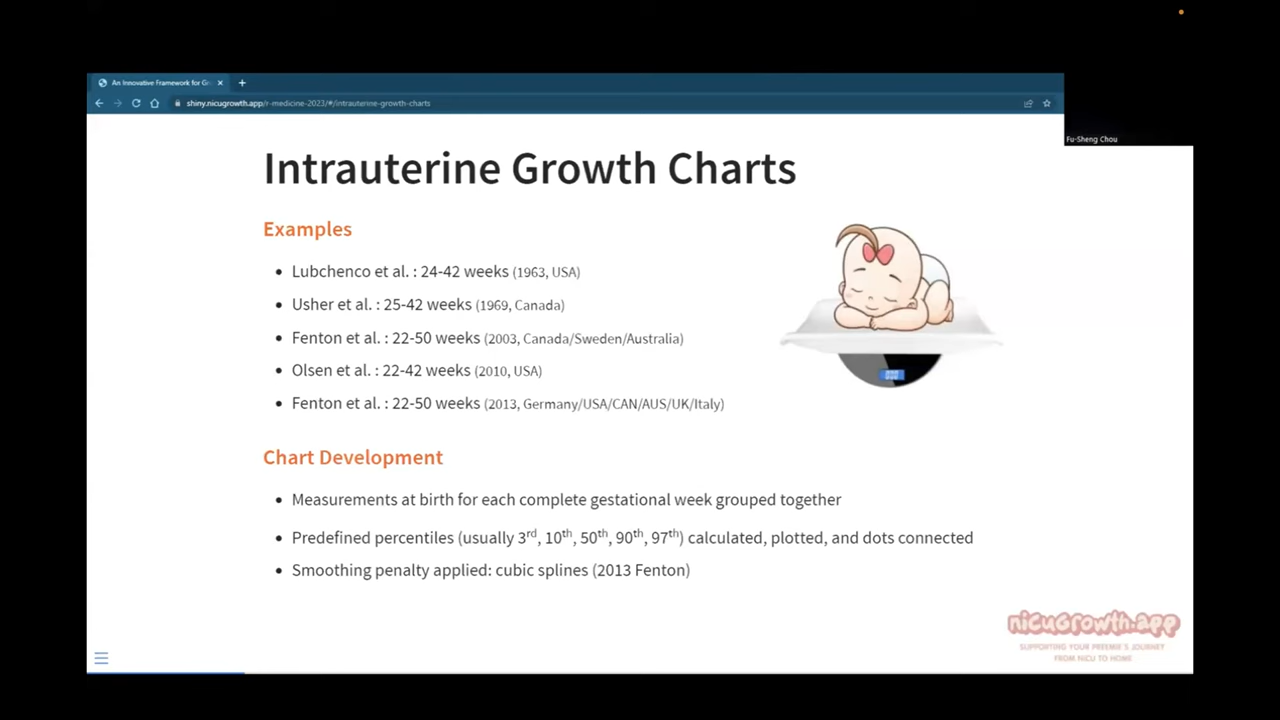 An Innovative Framework for Gr
shiny.nicugrowth.app/r-medicine-2023/#/intrauterine-growth-charts
Fu-Sheng Chou
Intrauterine Growth Charts
Examples
• Lubchenco et al. : 24-42 weeks (1963, USA)
• Usher et al. : 25-42 weeks (1969, Canada)
• Fenton et al. : 22-50 weeks (2003, Canada/Sweden/Australia)
• Olsen et al. : 22-42 weeks (2010, USA)
• Fenton et al. : 22-50 weeks (2013, Germany/USA/CAN/AUS/UK/Italy)
Chart Development
• Measurements at birth for each complete gestational week grouped together
• Predefined percentiles (usually 3rd, 10th, 50th, 90th, 97th) calculated, plotted, and dots connected
• Smoothing penalty applied: cubic splines (2013 Fenton)
nicuGrowth.app
SUPPORTING YOUR PREEMIE'S JOURNEY
FROM NICU TO HOME